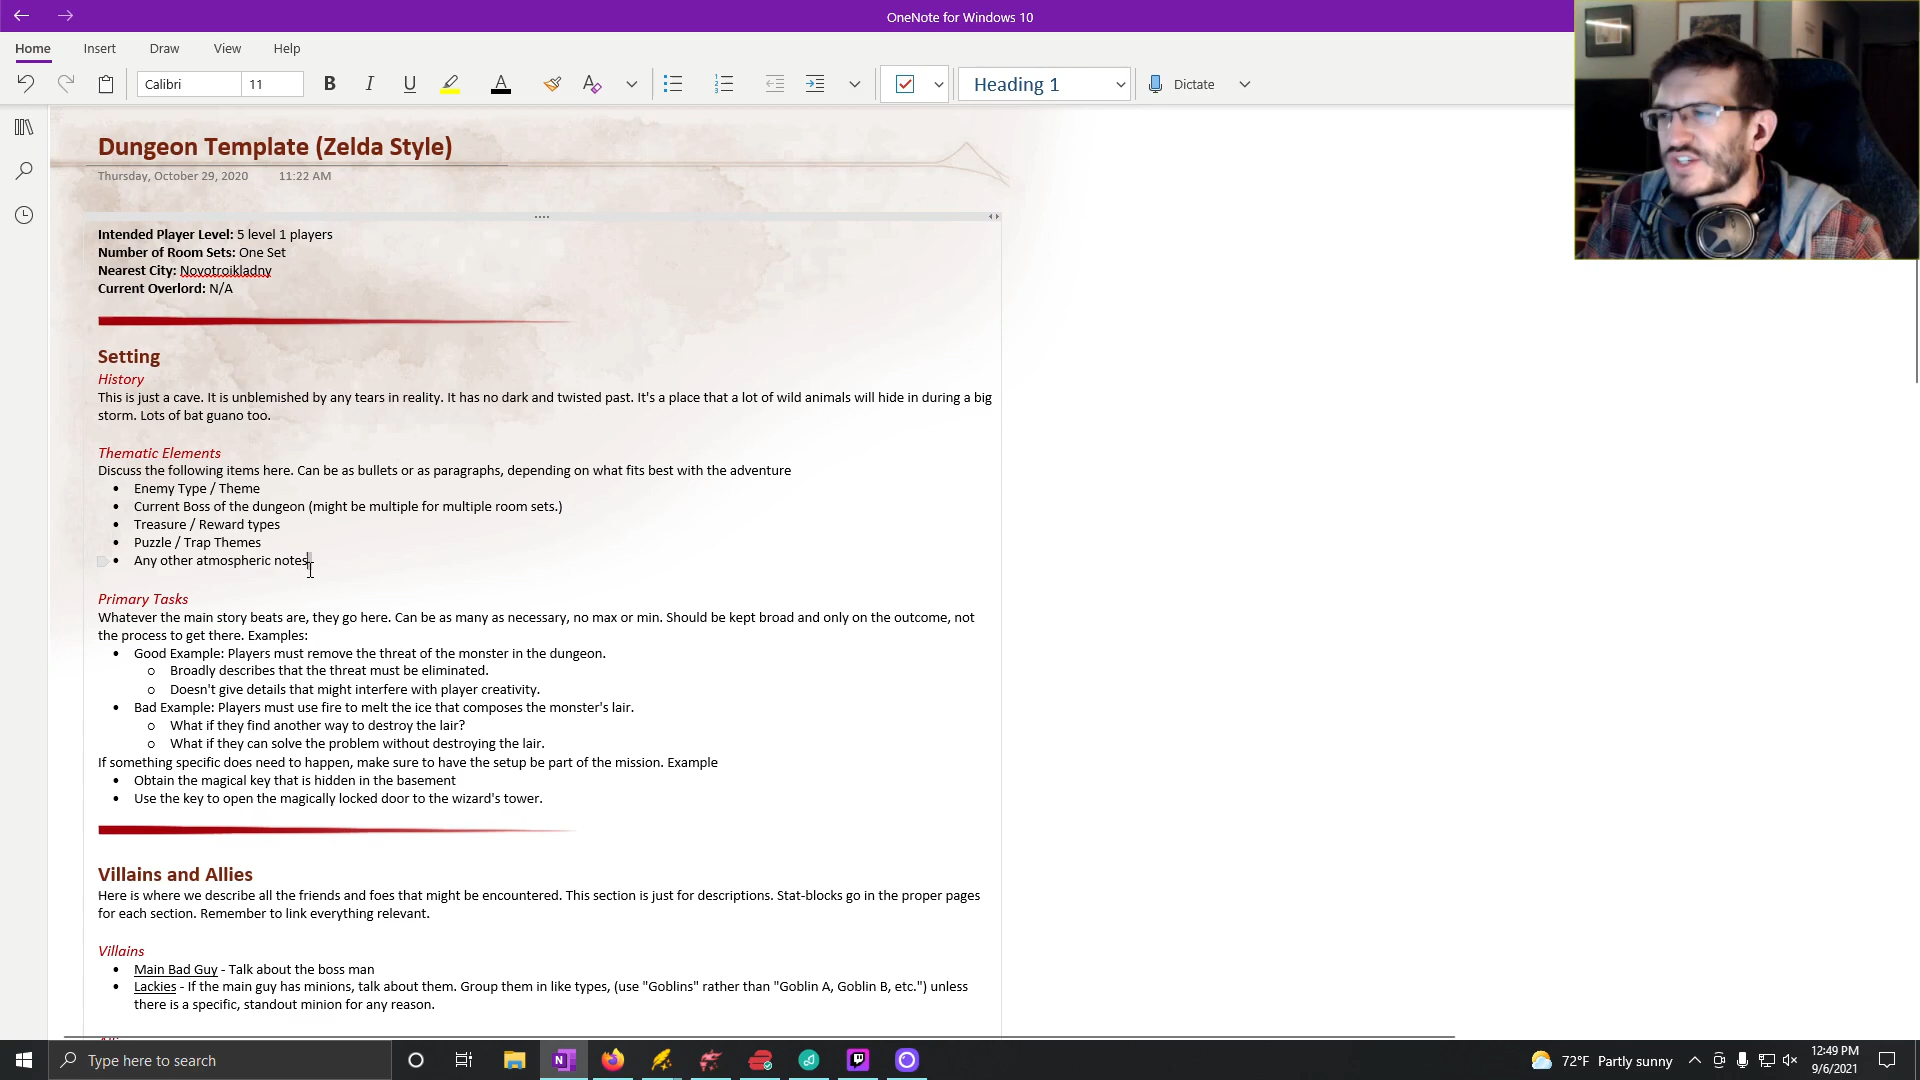 OneNote for Windows 10
Home Insert Draw View Help
Calibri 11 B I U A A Heading 1 Dictate
Dungeon Template (Zelda Style)
Thursday, October 29, 2020 11:22 AM
Intended Player Level: 5 level 1 players
Number of Room Sets: One Set
Nearest City: Novotroikladny
Current Overlord: N/A
Setting
History
This is just a cave. It is unblemished by any tears in reality. It has no dark and twisted past. It's a place that a lot of wild animals will hide in during a big
storm. Lots of bat guano too.
Thematic Elements
Discuss the following items here. Can be as bullets or as paragraphs, depending on what fits best with the adventure
• Enemy Type / Theme
• Current Boss of the dungeon (might be multiple for multiple room sets.)
• Treasure / Reward types
• Puzzle / Trap Themes
• Any other atmospheric notes
Primary Tasks
Whatever the main story beats are, they go here. Can be as many as necessary, no max or min. Should be kept broad and only on the outcome, not
the process to get there. Examples:
• Good Example: Players must remove the threat of the monster in the dungeon.
o Broadly describes that the threat must be eliminated.
o Doesn't give details that might interfere with player creativity.
• Bad Example: Players must use fire to melt the ice that composes the monster's lair.
o What if they find another way to destroy the lair?
o What if they can solve the problem without destroying the lair.
If something specific does need to happen, make sure to have the setup be part of the mission. Example
• Obtain the magical key that is hidden in the basement
• Use the key to open the magically locked door to the wizard's tower.
Villains and Allies
Here is where we describe all the friends and foes that might be encountered. This section is just for descriptions. Stat-blocks go in the proper pages
for each section. Remember to link everything relevant.
Villains
• Main Bad Guy - Talk about the boss man
• Lackies - If the main guy has minions, talk about them. Group them in like types, (use "Goblins" rather than "Goblin A, Goblin B, etc.") unless
there is a specific, standout minion for any reason.
Type here to search
72°F Partly sunny
12:49 PM
9/6/2021